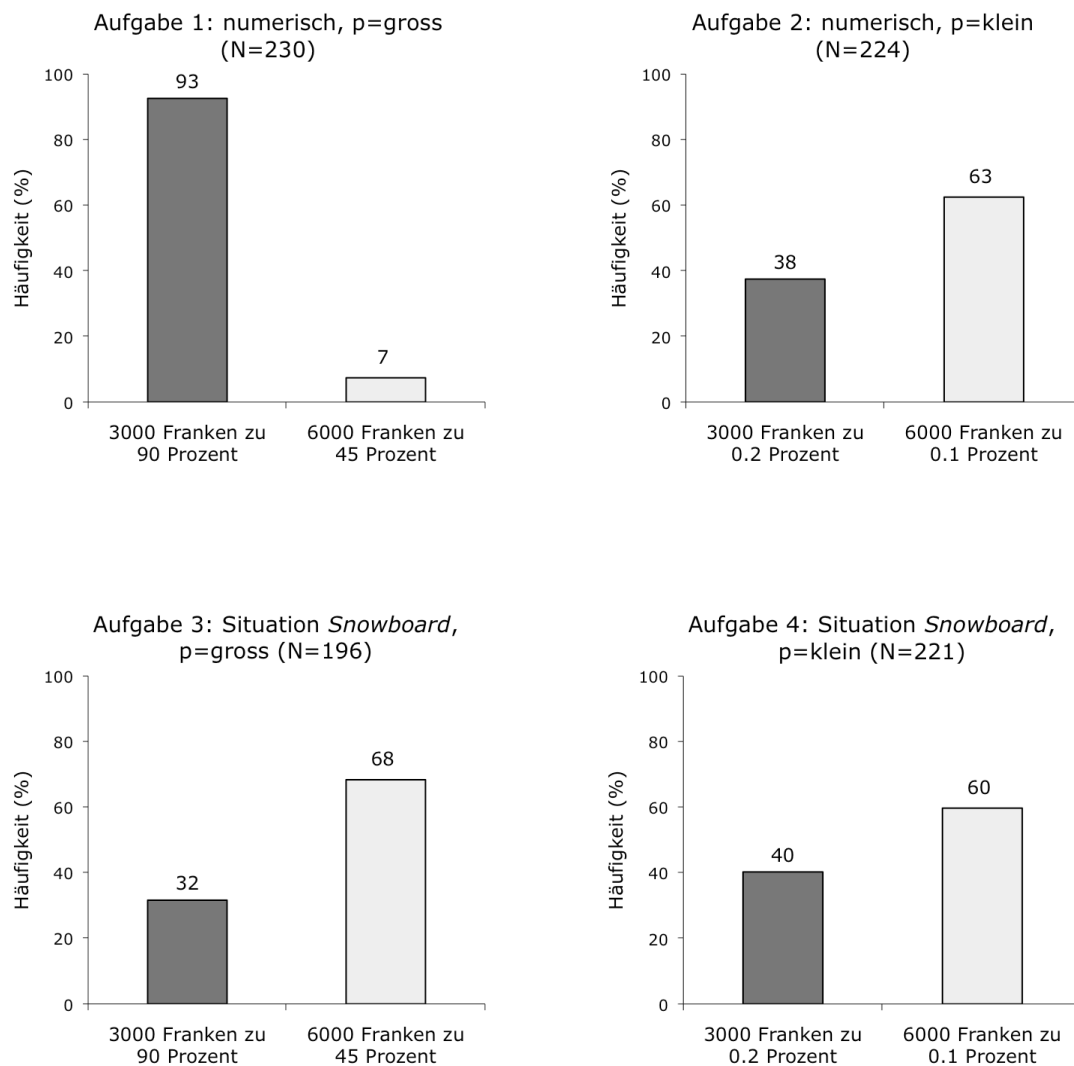 Aufgabe 1: numerisch, p=gross
(N=230)
100
80
60
40
20
0
Häufigkeit (%)
93
7
3000 Franken zu
90 Prozent
6000 Franken zu
45 Prozent
Aufgabe 2: numerisch, p=klein
(N=224)
100
80
60
40
20
0
Häufigkeit (%)
38
63
3000 Franken zu
0.2 Prozent
6000 Franken zu
0.1 Prozent
Aufgabe 3: Situation Snowboard,
p=gross (N=196)
100
80
60
40
20
0
Häufigkeit (%)
32
68
3000 Franken zu
90 Prozent
6000 Franken zu
45 Prozent
Aufgabe 4: Situation Snowboard,
p=klein (N=221)
100
80
60
40
20
0
Häufigkeit (%)
40
60
3000 Franken zu
0.2 Prozent
6000 Franken zu
0.1 Prozent